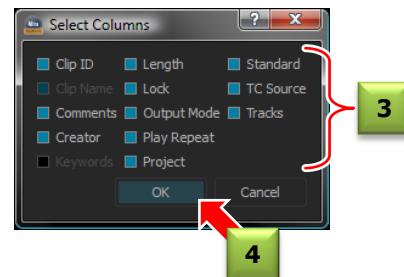 Select Columns
Clip ID Length Standard
Clip Name Lock TC Source
Comments Output Mode Tracks
Creator Play Repeat
Keywords Project
OK Cancel
3
4